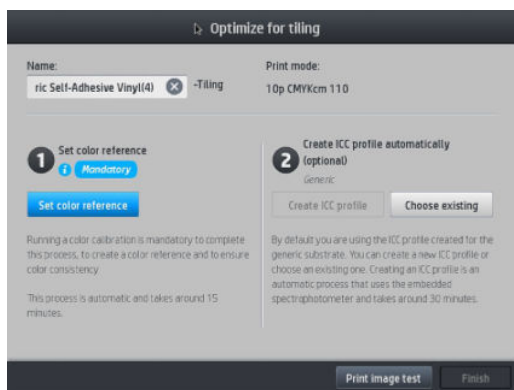 Optimize for tiling
Name:
ric Self-Adhesive Vinyl(4)
-Tiling
Print mode:
10p CMYKcm 110
1
Set color reference
i Mandatory
Set color reference
Running a color calibration is mandatory to complete
this process, to create a color reference and to ensure
color consistency
This process is automatic and takes around 15
minutes.
2
Create ICC profile automatically
(optional)
Generic
Create ICC profile
Choose existing
By default you are using the ICC profile created for the
generic substrate. You can create a new ICC profile or
choose an existing one. Creating an ICC profile is an
automatic process that uses the embedded
spectrophotometer and takes around 30 minutes.
Print image test
Finish